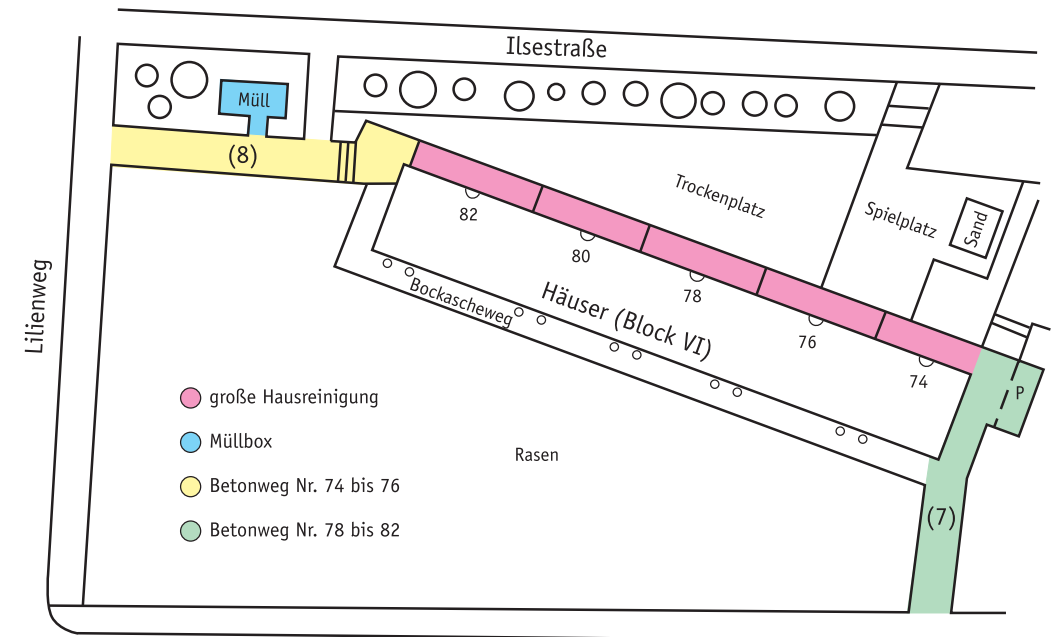 Ilsestraße
Müll
(8)
Trockenplatz
Spielplatz
Sand
82
80
78
76
74
Häuser (Block VI)
Bockascheweg
Lilienweg
P
große Hausreinigung
Müllbox
Betonweg Nr. 74 bis 76
Betonweg Nr. 78 bis 82
Rasen
(7)